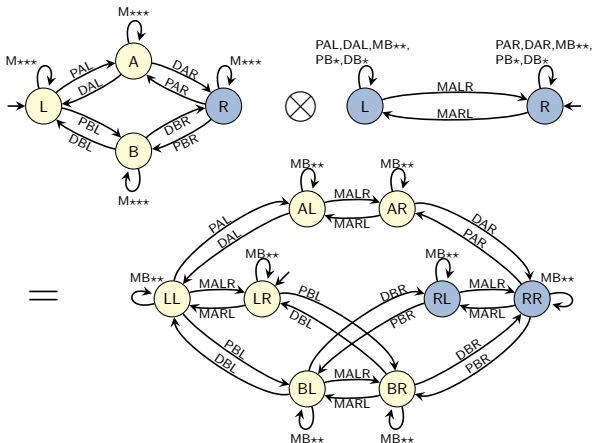 M⋆⋆⋆
A
M⋆⋆⋆ PAL DAL DAR PAR M⋆⋆⋆
L R
PBL DBL DBR PBR
B
M⋆⋆⋆
⊗
PAL,DAL,MB⋆⋆,
PB⋆,DB⋆
PAR,DAR,MB⋆⋆,
PB⋆,DB⋆
L MALR R
MARL
=
MB⋆⋆ MB⋆⋆
AL MALR AR
MARL
PAL DAL DAR PAR
MB⋆⋆ MB⋆⋆ MB⋆⋆ MB⋆⋆
LL MALR LR PBL DBR RL MALR RR
MARL DBL PBR MARL
PBL DBL DBR PBR
BL MALR BR
MARL
MB⋆⋆ MB⋆⋆